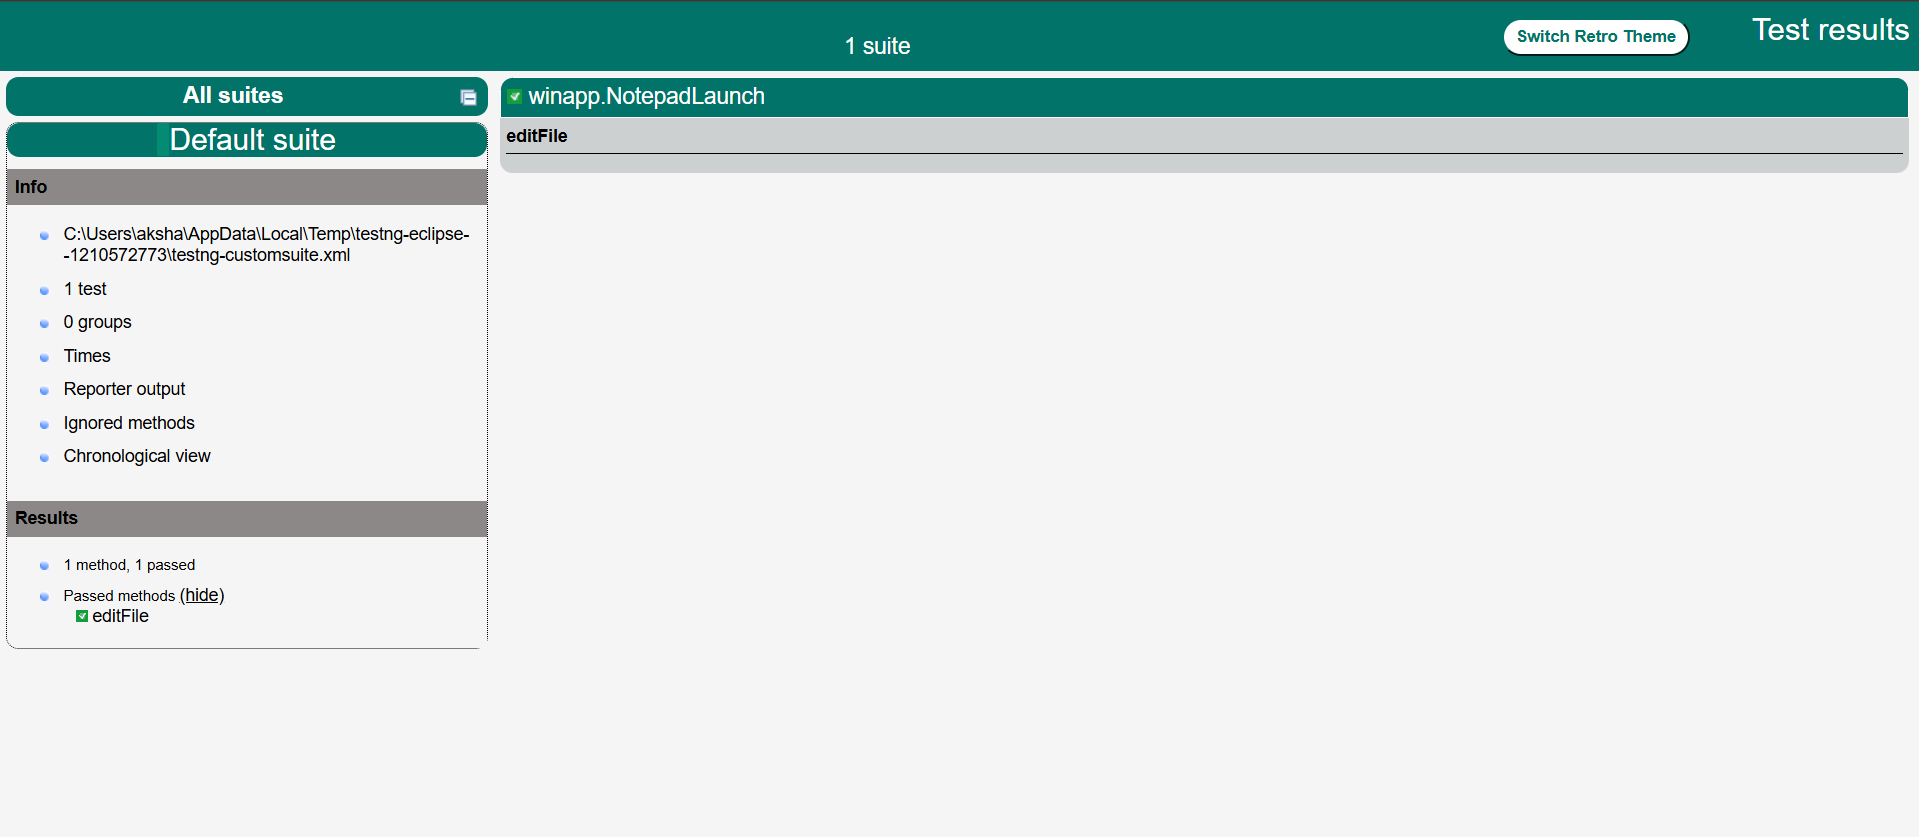 1 suite
Switch Retro Theme
Test results
All suites
Default suite
Info
C:\Users\aksha\AppData\Local\Temp\testng-eclipse-
-1210572773\testng-customsuite.xml
1 test
0 groups
Times
Reporter output
Ignored methods
Chronological view
Results
1 method, 1 passed
Passed methods (hide)
editFile
winapp.NotepadLaunch
editFile